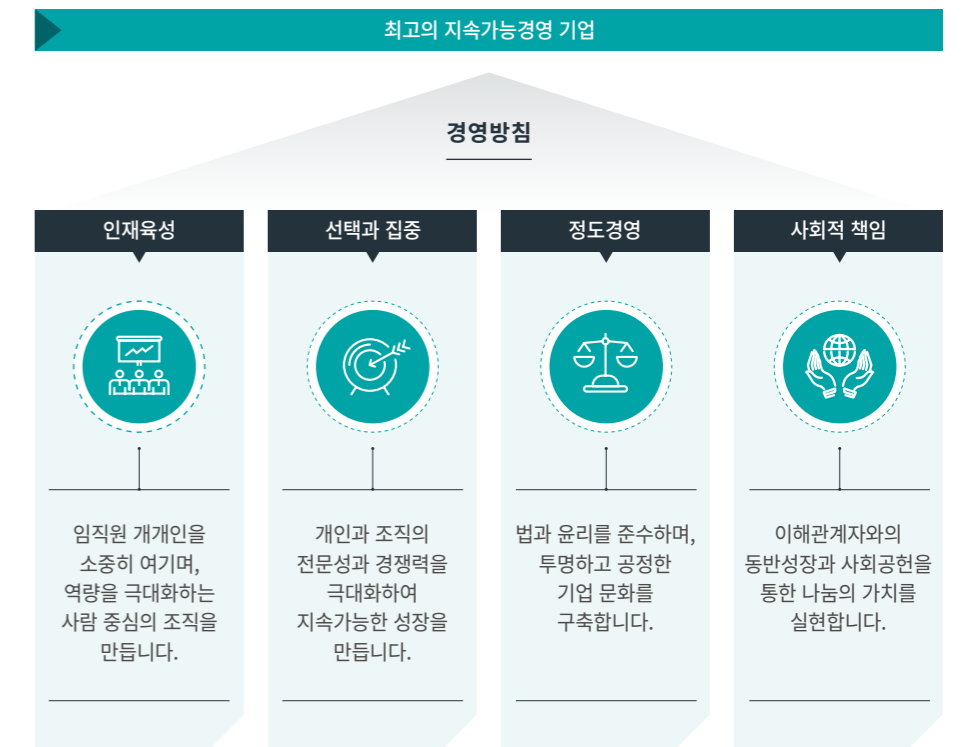 최고의 지속가능경영 기업
경영방침
인재육성
임직원 개개인을
소중히 여기며,
역량을 극대화하는
사람 중심의 조직을
만듭니다.
선택과 집중
개인과 조직의
전문성과 경쟁력을
극대화하여
지속가능한 성장을
만듭니다.
정도경영
법과 윤리를 준수하며,
투명하고 공정한
기업 문화를
구축합니다.
사회적 책임
이해관계자와의
동반성장과 사회공헌을
통한 나눔의 가치를
실현합니다.